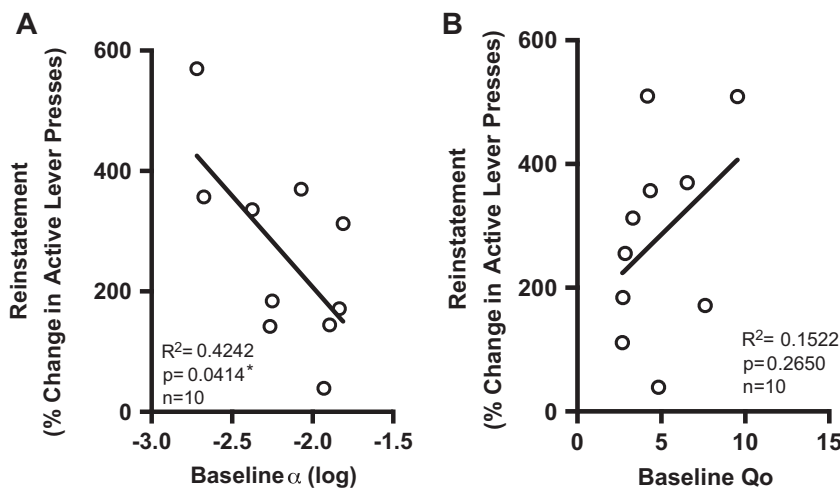 A
Reinstatement
(% Change in Active Lever Presses)
600
400
200
0
R²= 0.4242
p= 0.0414*
n=10
-3.0 -2.5 -2.0 -1.5
Baseline α (log)
B
Reinstatement
(% Change in Active Lever Presses)
600
400
200
0
R²= 0.1522
p= 0.2650
n=10
0 5 10 15
Baseline Qo